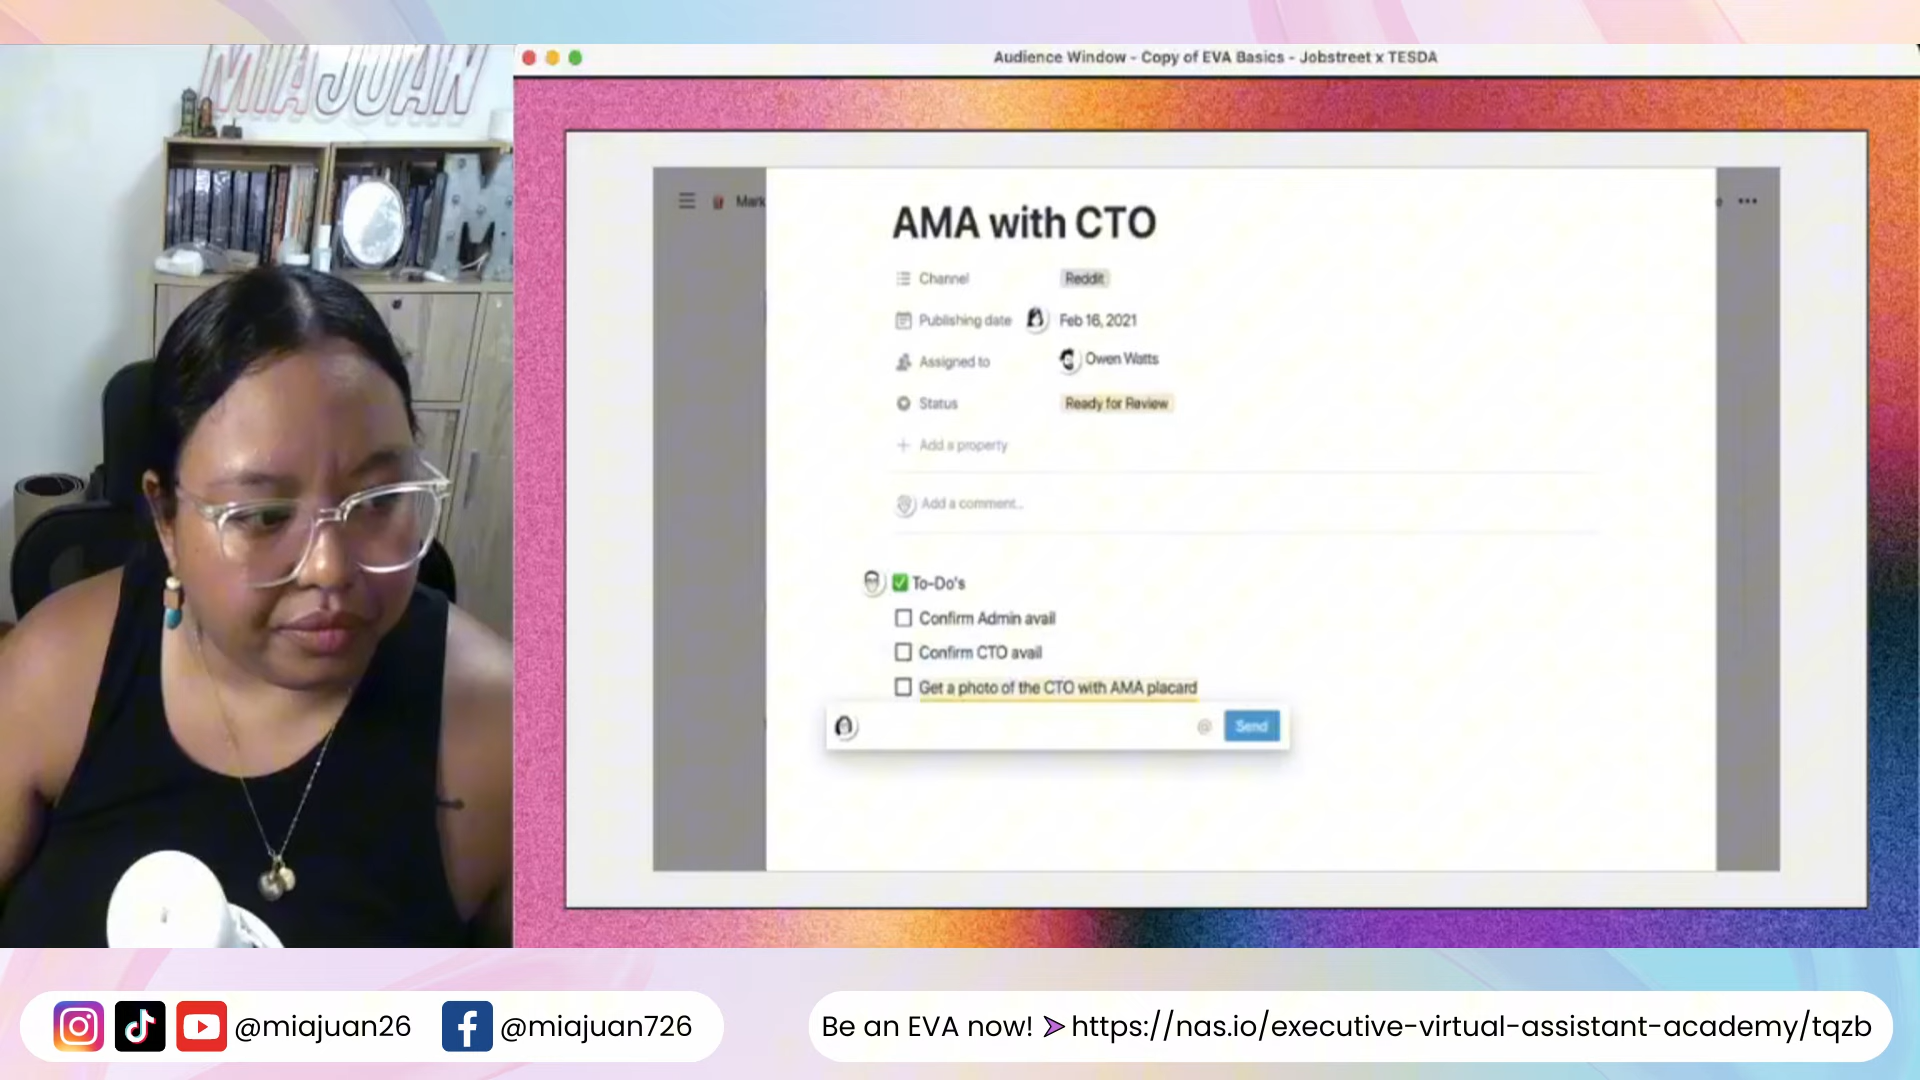 MIAJUAN
Audience Window - Copy of EVA Basics - Jobstreet x TESDA
Mark
AMA with CTO
Channel Reddit
Publishing date Feb 16, 2021
Assigned to Owen Watts
Status Ready for Review
+ Add a property
Add a comment...
✅ To-Do's
Confirm Admin avail
Confirm CTO avail
Get a photo of the CTO with AMA placard
@ Send
@miajuan26 @miajuan726
Be an EVA now! ➤ https://nas.io/executive-virtual-assistant-academy/tqzb